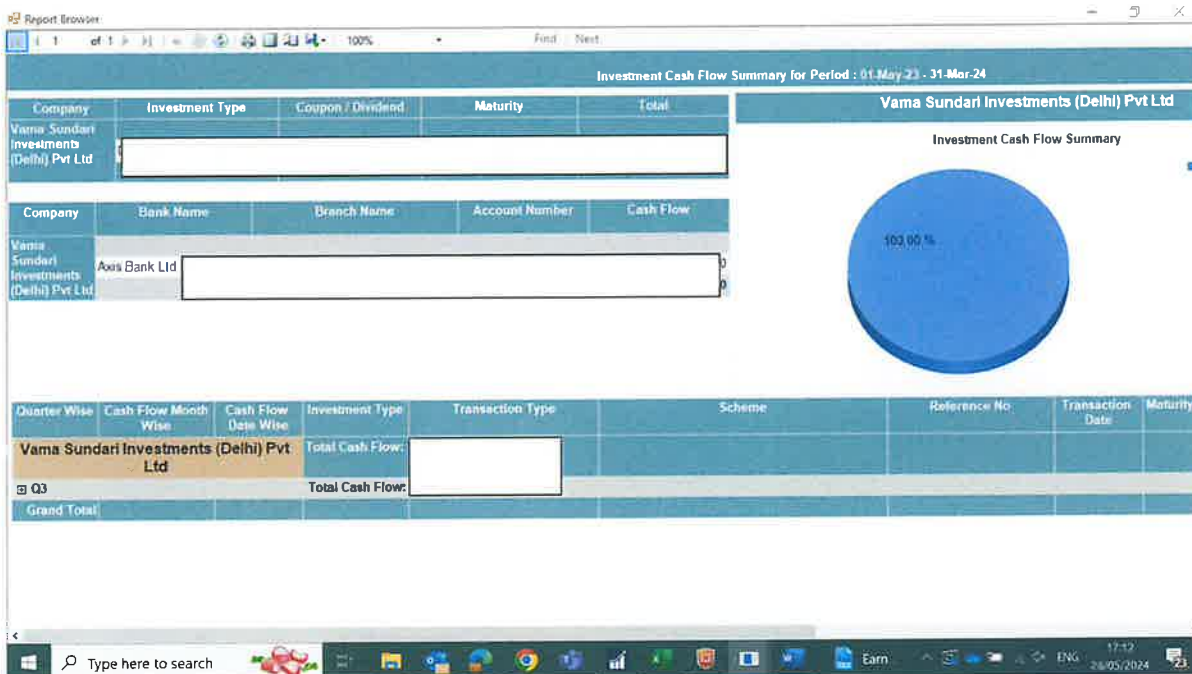 Report Browser
1 of 1 100% Find Next
Investment Cash Flow Summary for Period : 01-May-23 - 31-Mar-24
Company Investment Type Coupon / Dividend Maturity Total
Vama Sundari
Investments
(Delhi) Pvt Ltd
Vama Sundari Investments (Delhi) Pvt Ltd
Investment Cash Flow Summary
100.00 %
Company Bank Name Branch Name Account Number Cash Flow
Vama
Sundari
Investments
(Delhi) Pvt Ltd
Axis Bank Ltd
0
0
Quarter Wise Cash Flow Month Wise Cash Flow Date Wise Investment Type Transaction Type Scheme Reference No Transaction Date Maturity
Vama Sundari Investments (Delhi) Pvt Ltd Total Cash Flow:
Q3 Total Cash Flow:
Grand Total
Type here to search Earn ENG 17:12
28/05/2024
23